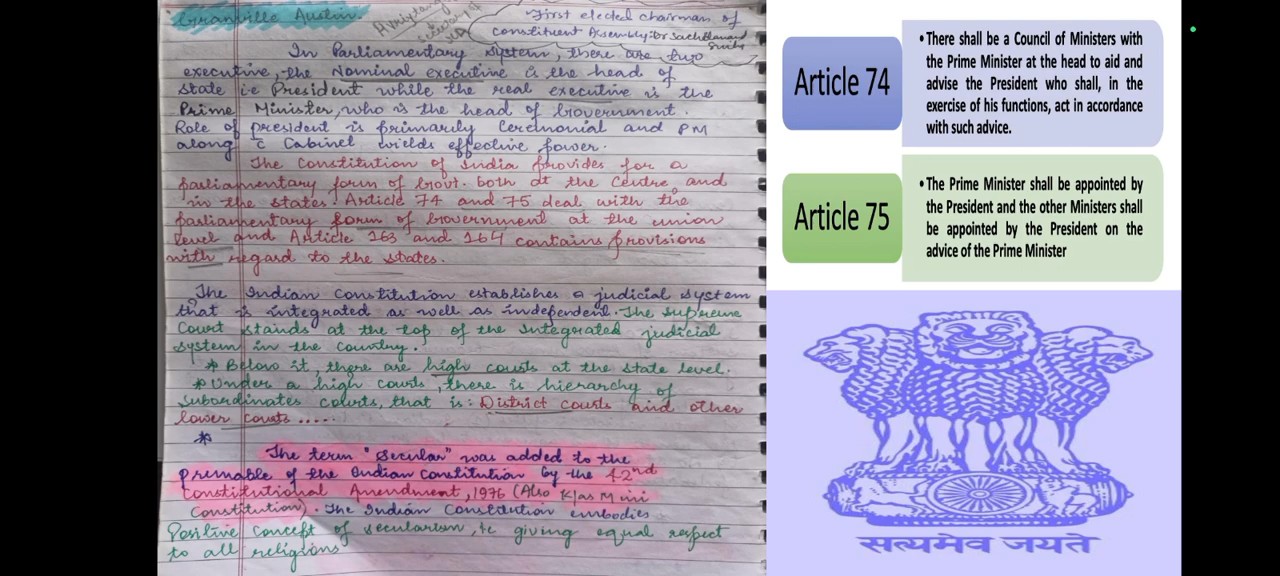 Granville Austin.
First elected chairman of
constituent Assembly: Dr Sachchanand
Sinha
In Parliamentary System, there are two
executive, the Nominal executive is the head of
State i.e President while the real executive is the
Prime Minister, who is the head of Government.
Role of president is primarily Ceremonial and PM
along c Cabinet wields effective power.
The Constitution of India provides for a
parliamentary form of Govt. both at the Centre and
in the states. Article 74 and 75 deal with the
parliamentary form of Government at the union
level and Article 163 and 164 contains provisions
with regard to the states.
The Indian Constitution establishes a judicial system
that is integrated as well as independent. The Supreme
Court stands at the top of the Integrated judicial
system in the country.
* Below it, there are high courts at the state level.
* Under a high courts, there is hierarchy of
subordinates courts, that is: District courts and other
lower courts .....
*
The term "Secular" was added to the
premable of the Indian constitution by the 42nd
Constitutional Amendment, 1976 (Also K/as Mini
Constitution). The Indian Constitution embodies
Positive concept of secularism, ie giving equal respect
to all religions
Article 74
• There shall be a Council of Ministers with
the Prime Minister at the head to aid and
advise the President who shall, in the
exercise of his functions, act in accordance
with such advice.
Article 75
• The Prime Minister shall be appointed by
the President and the other Ministers shall
be appointed by the President on the
advice of the Prime Minister
सत्यमेव जयते